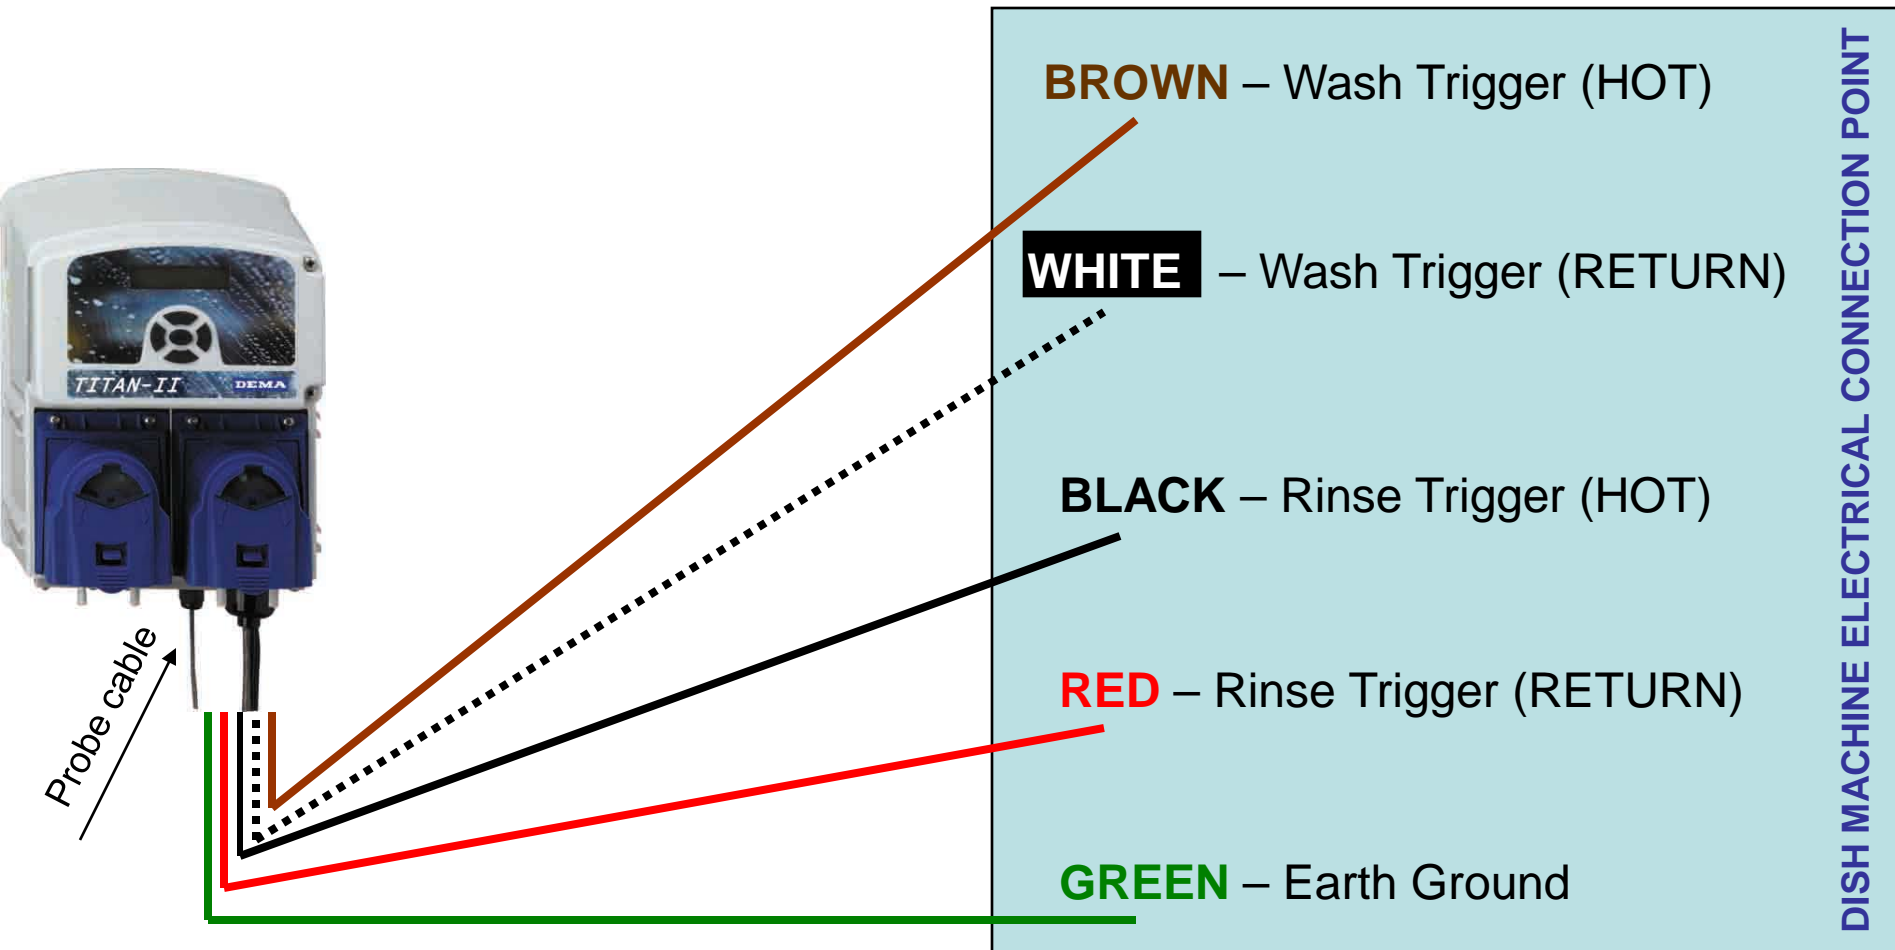 BROWN – Wash Trigger (HOT)
WHITE – Wash Trigger (RETURN)
BLACK – Rinse Trigger (HOT)
RED – Rinse Trigger (RETURN)
GREEN – Earth Ground
DISH MACHINE ELECTRICAL CONNECTION POINT
TITAN-II DEMA
Probe cable